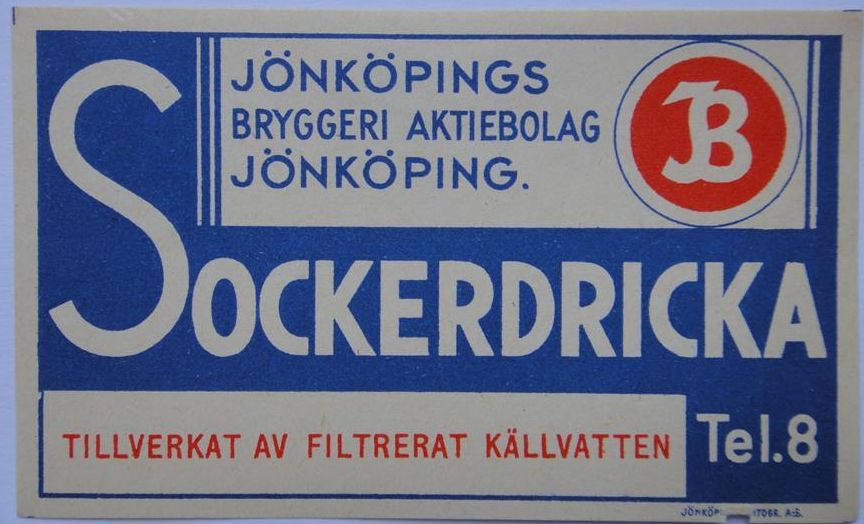 JÖNKÖPINGS
BRYGGERI AKTIEBOLAG
JÖNKÖPING.
JB
SOCKERDRICKA
TILLVERKAT AV FILTRERAT KÄLLVATTEN
Tel.8
A.B.